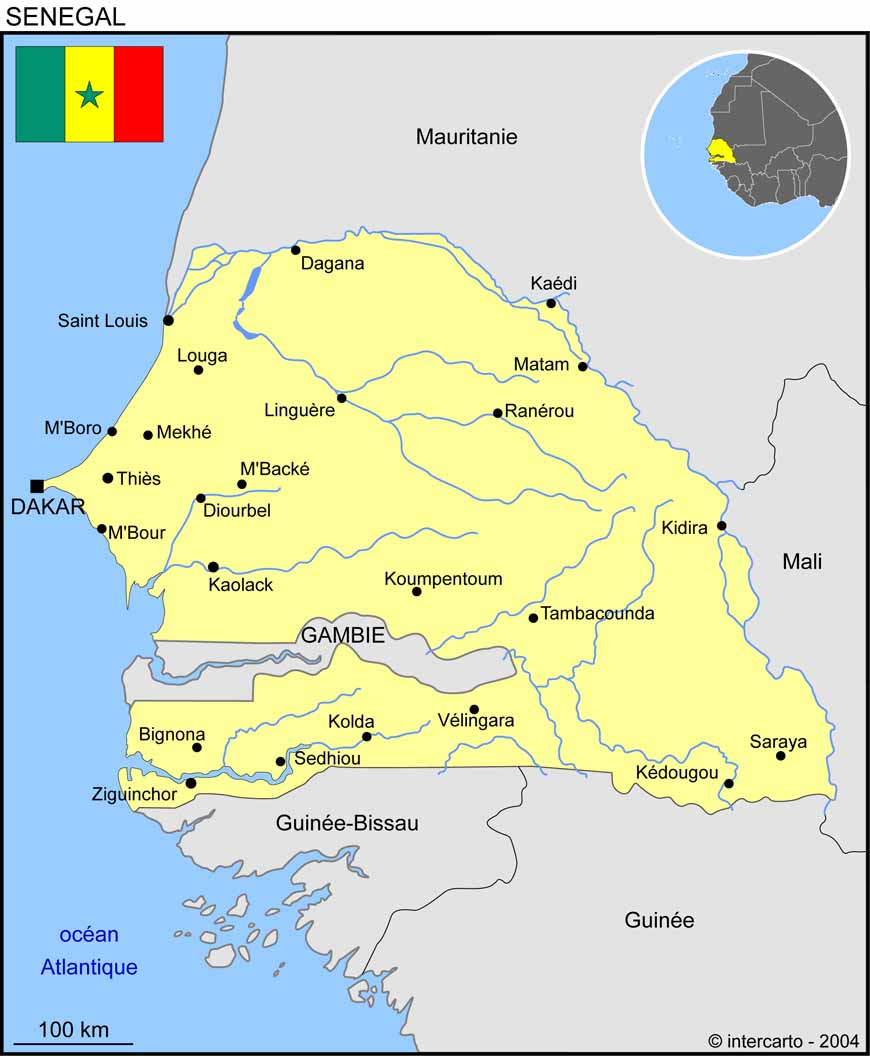 SENEGAL
Mauritanie
Dagana
Kaédi
Saint Louis
Louga
Matam
Linguère
Ranérou
M'Boro
Mekhé
M'Backé
Thiès
DAKAR
Diourbel
M'Bour
Kidira
Mali
Kaolack
Koumpentoum
Tambacounda
GAMBIE
Bignona
Kolda
Vélingara
Sedhiou
Saraya
Kédougou
Ziguinchor
Guinée-Bissau
Guinée
océan
Atlantique
100 km
© intercarto - 2004